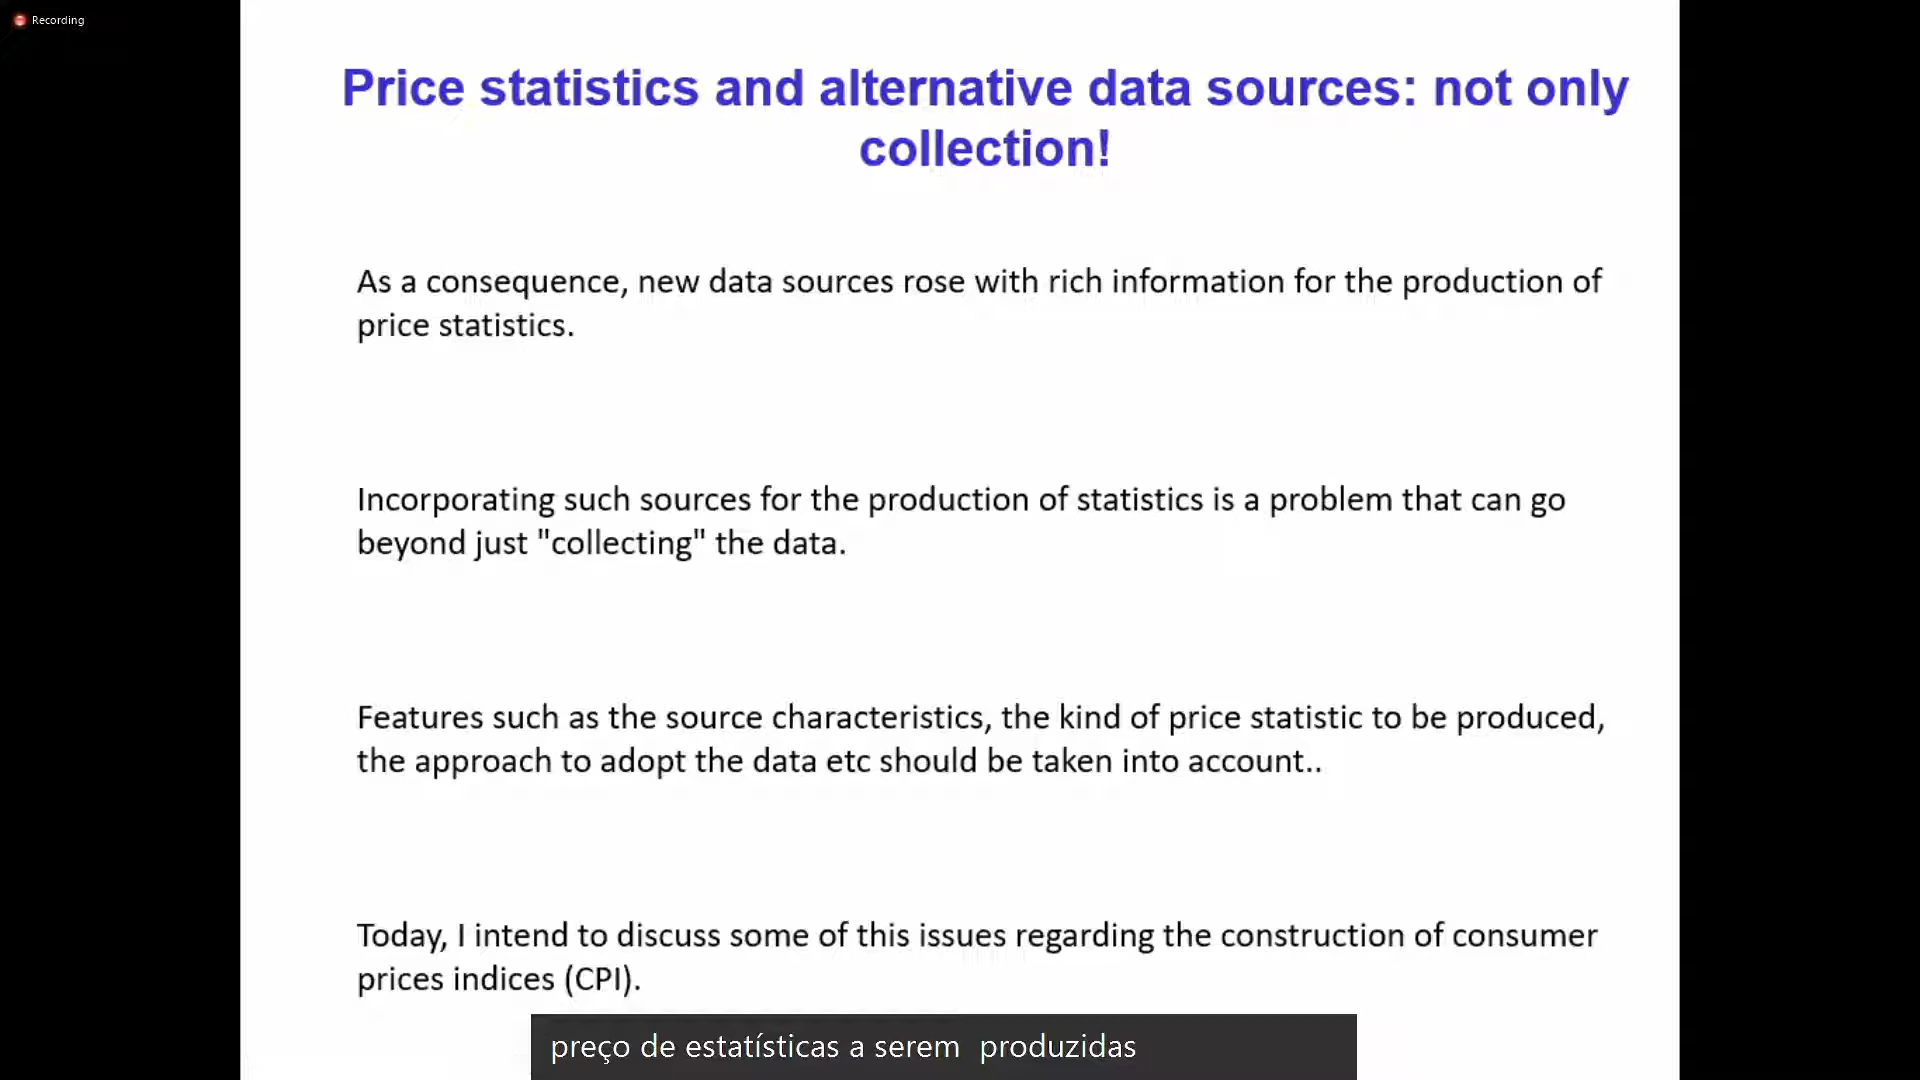 Recording
Price statistics and alternative data sources: not only
collection!
As a consequence, new data sources rose with rich information for the production of
price statistics.
Incorporating such sources for the production of statistics is a problem that can go
beyond just "collecting" the data.
Features such as the source characteristics, the kind of price statistic to be produced,
the approach to adopt the data etc should be taken into account..
Today, I intend to discuss some of this issues regarding the construction of consumer
prices indices (CPI).
preço de estatísticas a serem produzidas